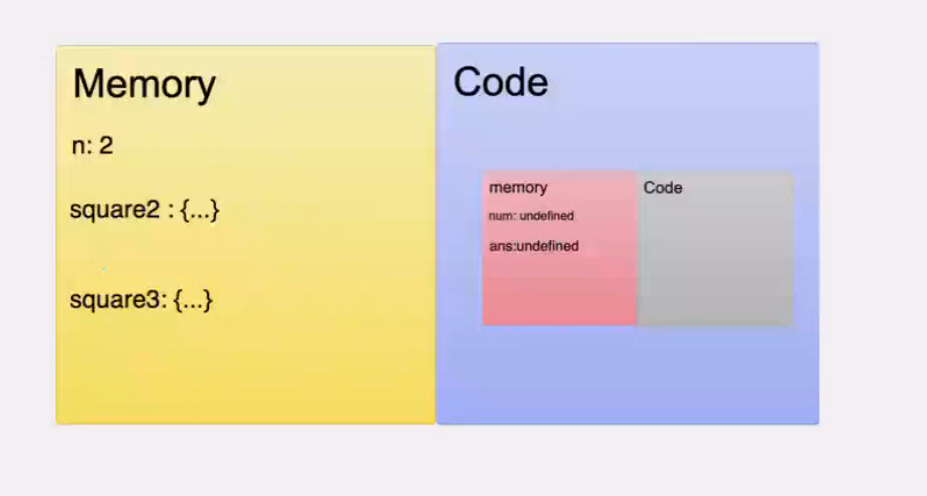 Memory
n: 2
square2 : {...}
square3: {...}
Code
memory
num: undefined
ans:undefined
Code